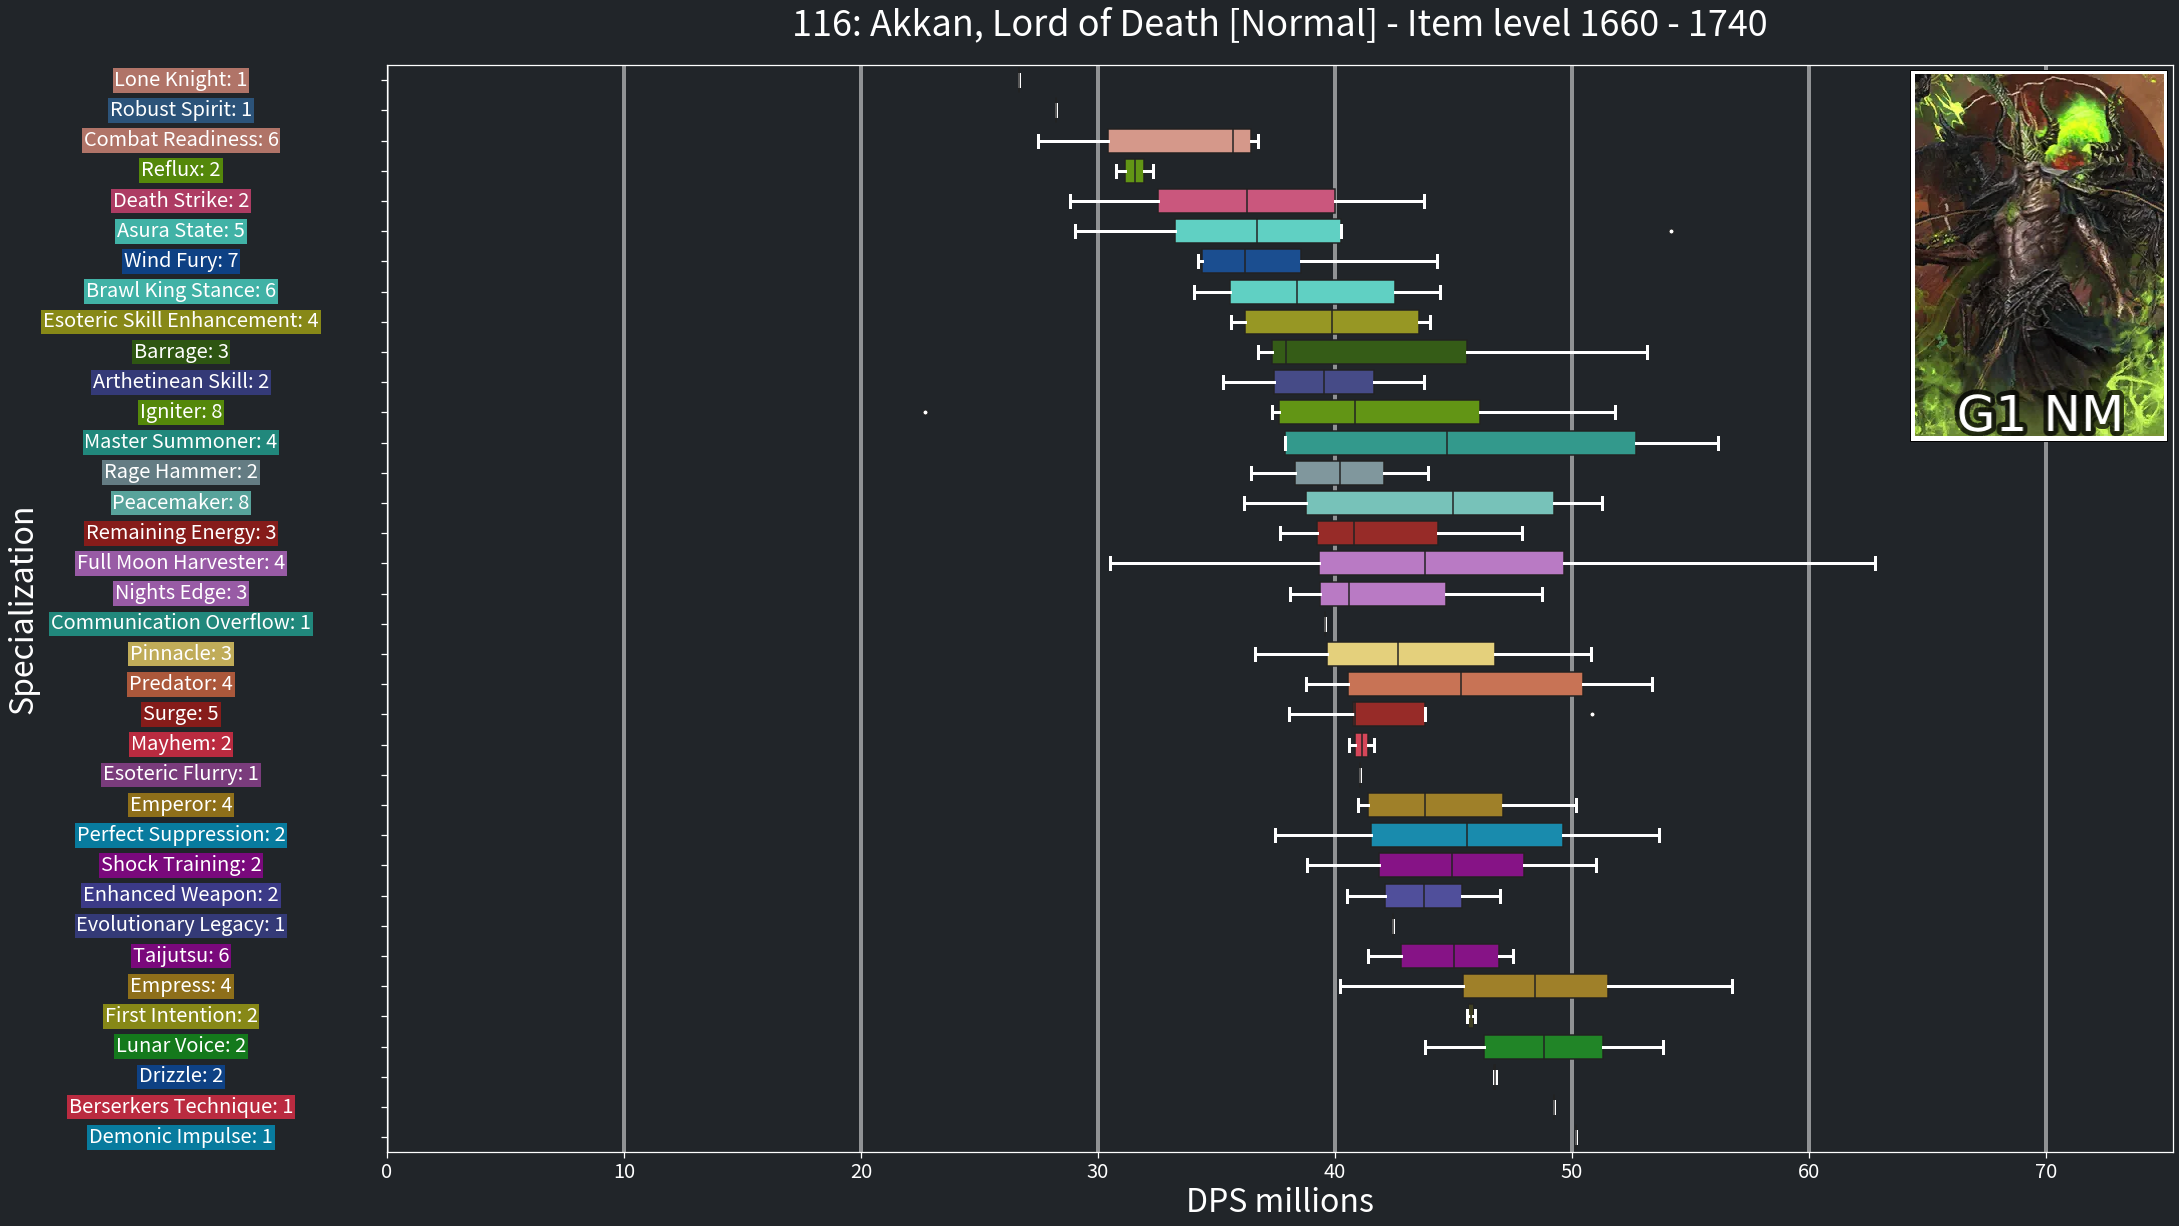 116: Akkan, Lord of Death [Normal] - Item level 1660 - 1740
Lone Knight: 1
Robust Spirit: 1
Combat Readiness: 6
Reflux: 2
Death Strike: 2
Asura State: 5
Wind Fury: 7
Brawl King Stance: 6
Esoteric Skill Enhancement: 4
Barrage: 3
Arthetinean Skill: 2
Igniter: 8
Master Summoner: 4
Rage Hammer: 2
Peacemaker: 8
Remaining Energy: 3
Full Moon Harvester: 4
Nights Edge: 3
Communication Overflow: 1
Pinnacle: 3
Predator: 4
Surge: 5
Mayhem: 2
Esoteric Flurry: 1
Emperor: 4
Perfect Suppression: 2
Shock Training: 2
Enhanced Weapon: 2
Evolutionary Legacy: 1
Taijutsu: 6
Empress: 4
First Intention: 2
Lunar Voice: 2
Drizzle: 2
Berserkers Technique: 1
Demonic Impulse: 1
Specialization
G1 NM
0 10 20 30 40 50 60 70
DPS millions